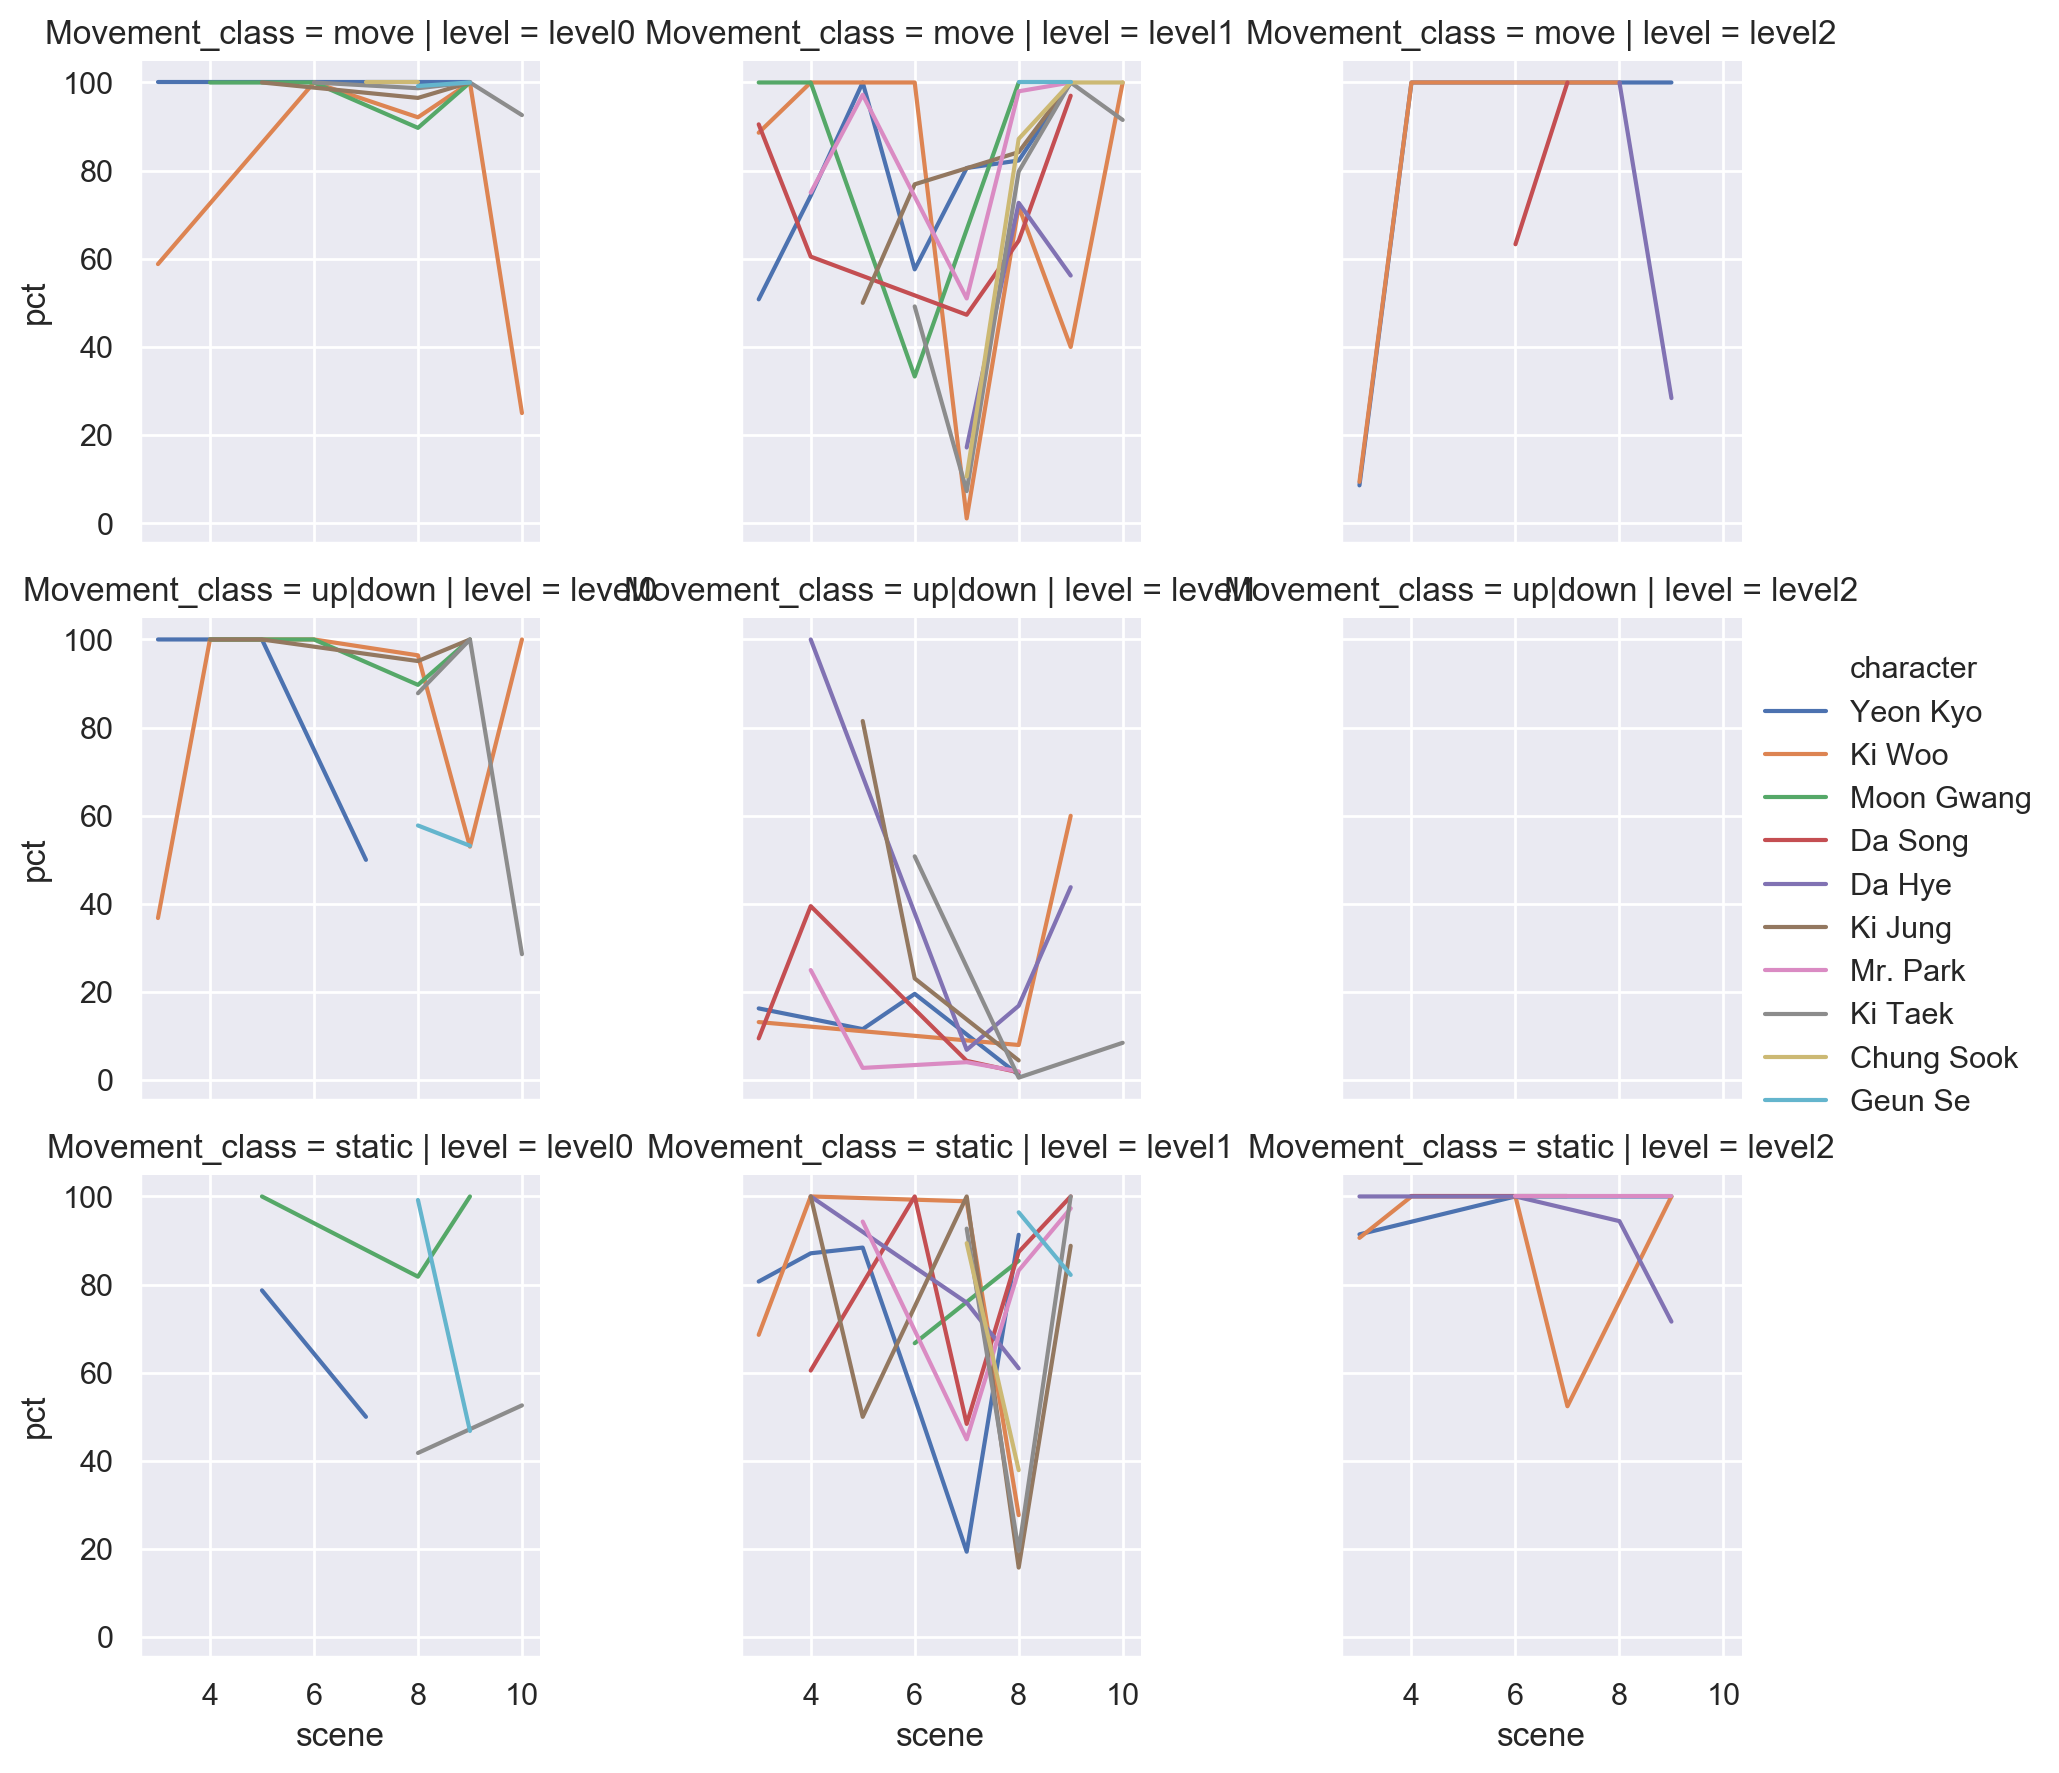 Movement_class = move | level = level0
Movement_class = move | level = level1
Movement_class = move | level = level2
pct
100
80
60
40
20
0
Movement_class = up|down | level = level0
Movement_class = up|down | level = level1
Movement_class = up|down | level = level2
pct
100
80
60
40
20
0
character
Yeon Kyo
Ki Woo
Moon Gwang
Da Song
Da Hye
Ki Jung
Mr. Park
Ki Taek
Chung Sook
Geun Se
Movement_class = static | level = level0
Movement_class = static | level = level1
Movement_class = static | level = level2
pct
100
80
60
40
20
0
4 6 8 10
scene
4 6 8 10
scene
4 6 8 10
scene